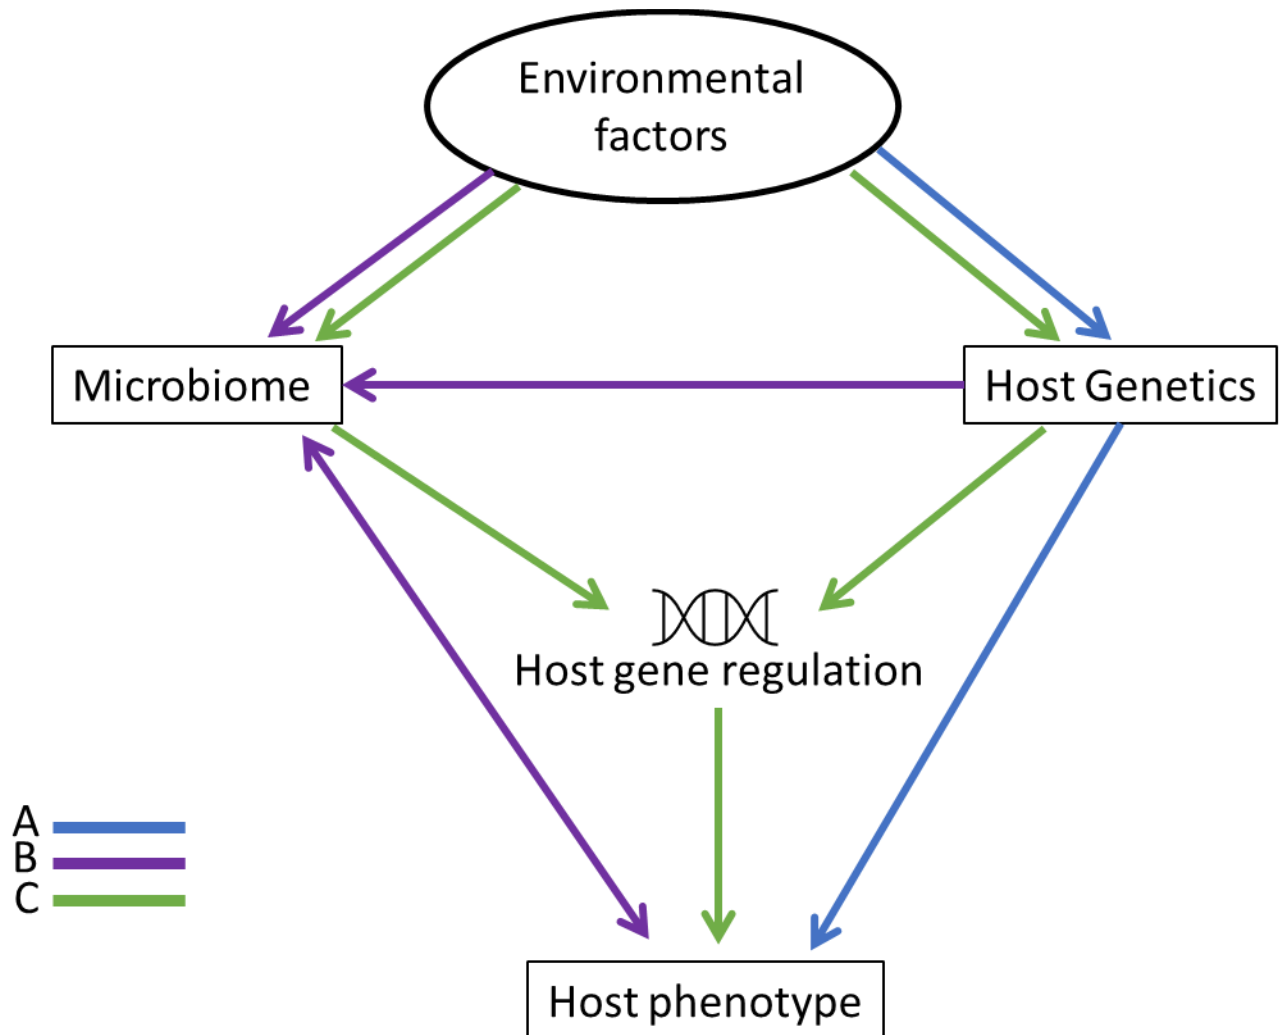 Environmental
factors
Microbiome
Host Genetics
Host gene regulation
A
B
C
Host phenotype